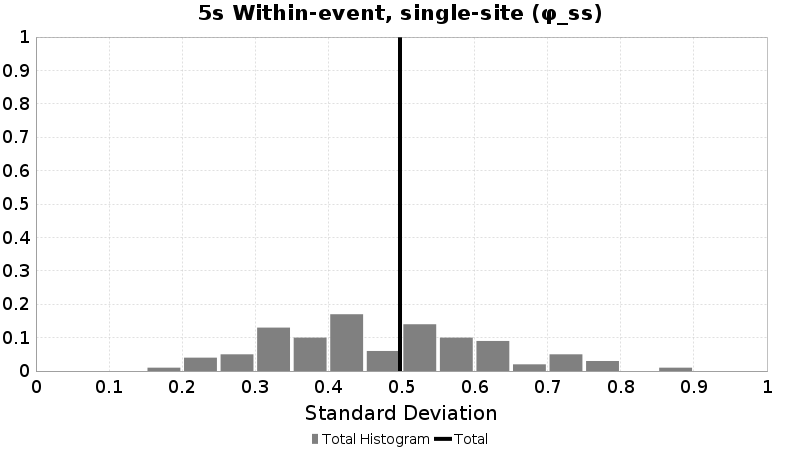 5s Within-event, single-site (φ_ss)
1
0.9
0.8
0.7
0.6
0.5
0.4
0.3
0.2
0.1
0
0 0.1 0.2 0.3 0.4 0.5 0.6 0.7 0.8 0.9 1
Standard Deviation
Total Histogram Total